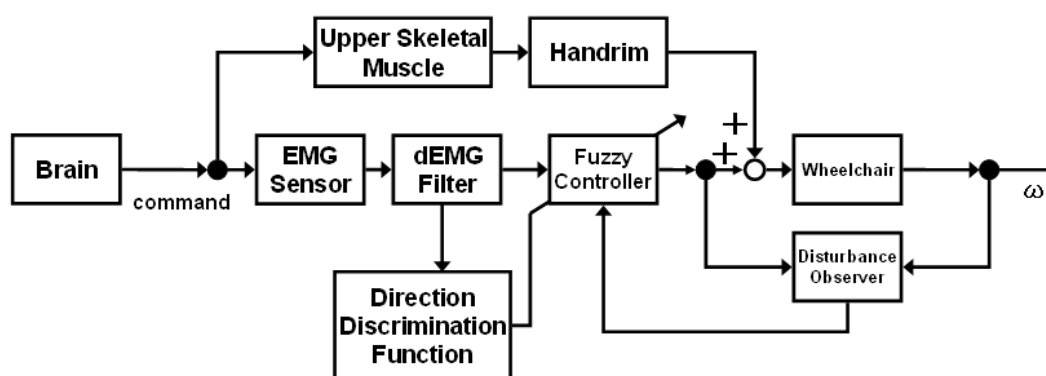 Upper Skeletal
Muscle
Handrim
+
+
Brain
command
EMG
Sensor
dEMG
Filter
Fuzzy
Controller
Wheelchair
ω
Disturbance
Observer
Direction
Discrimination
Function